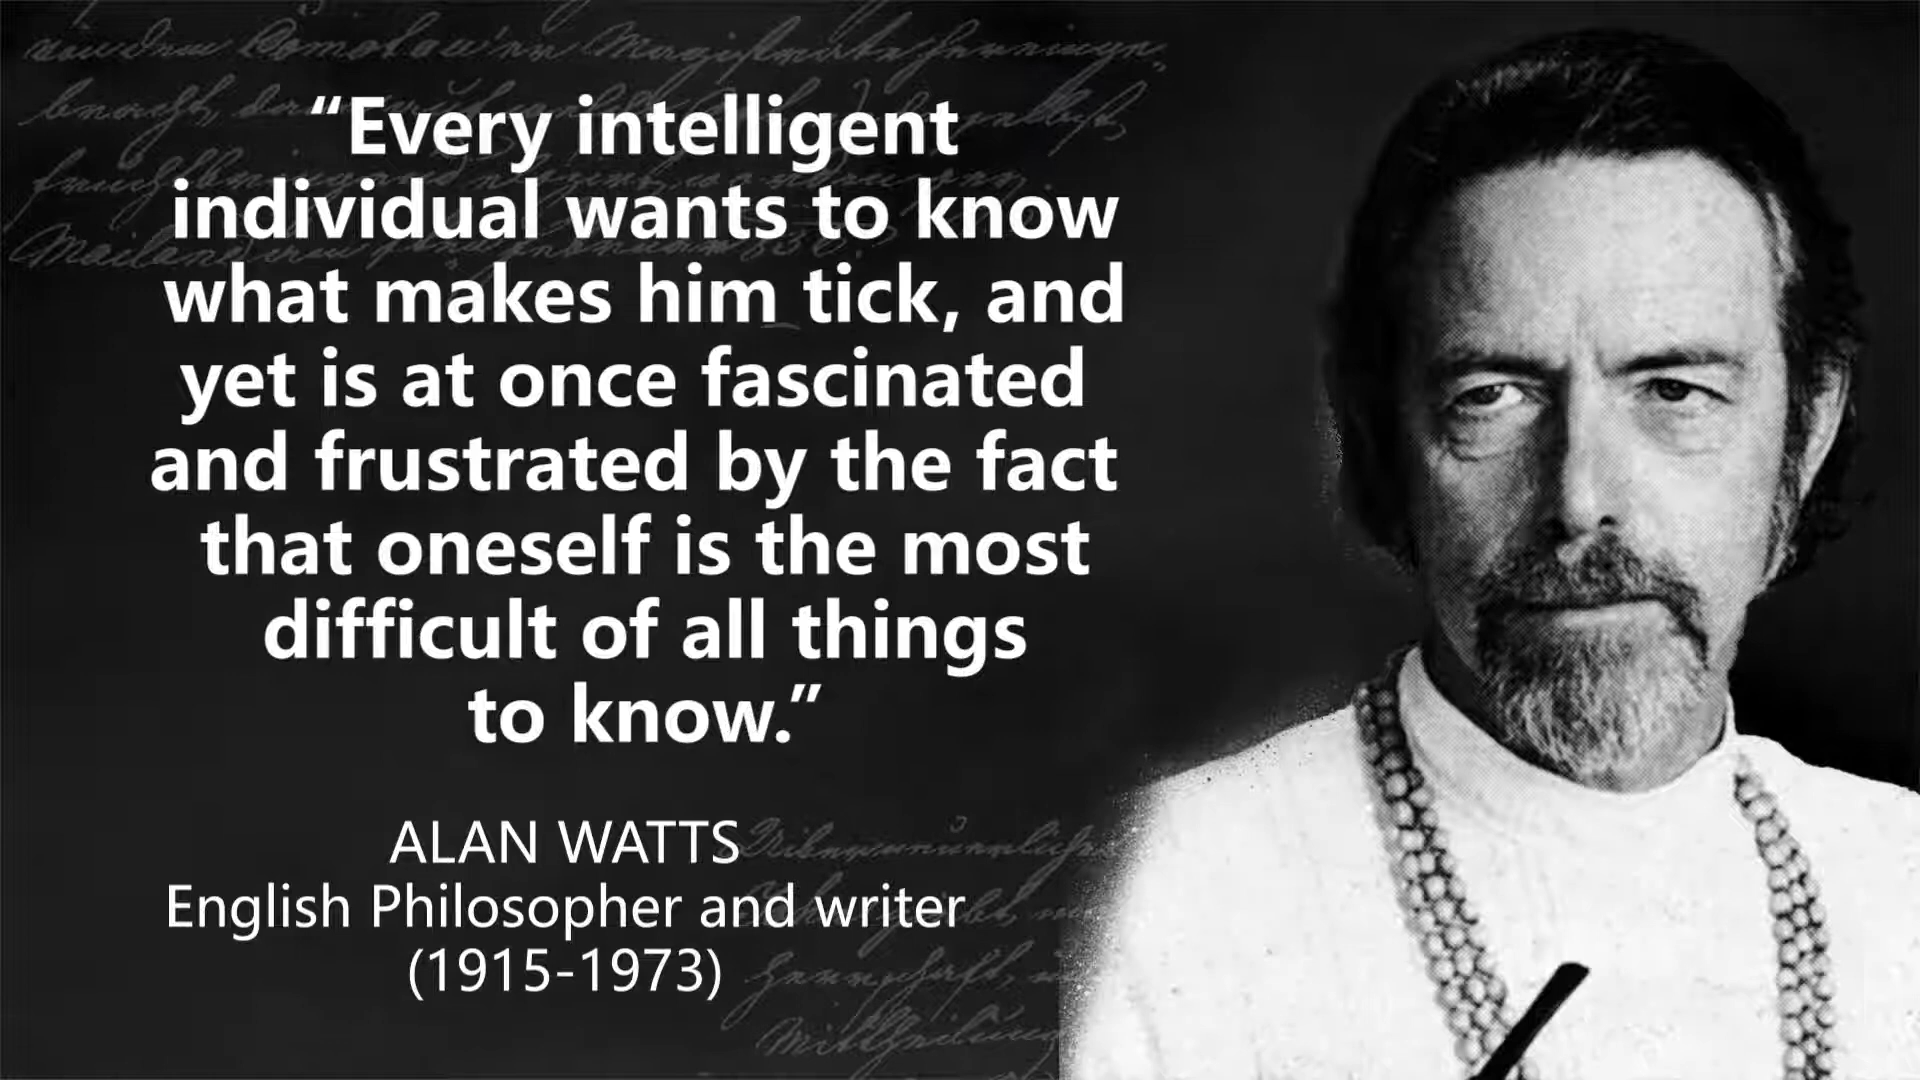 “Every intelligent
individual wants to know
what makes him tick, and
yet is at once fascinated
and frustrated by the fact
that oneself is the most
difficult of all things
to know.”
ALAN WATTS
English Philosopher and writer
(1915-1973)